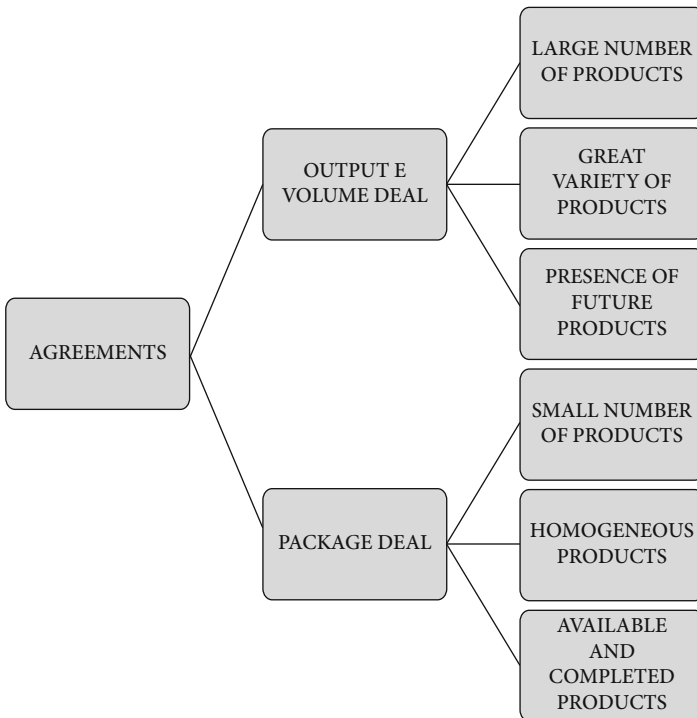 AGREEMENTS
OUTPUT E
VOLUME DEAL
LARGE NUMBER
OF PRODUCTS
GREAT
VARIETY OF
PRODUCTS
PRESENCE OF
FUTURE
PRODUCTS
PACKAGE DEAL
SMALL NUMBER
OF PRODUCTS
HOMOGENEOUS
PRODUCTS
AVAILABLE
AND
COMPLETED
PRODUCTS